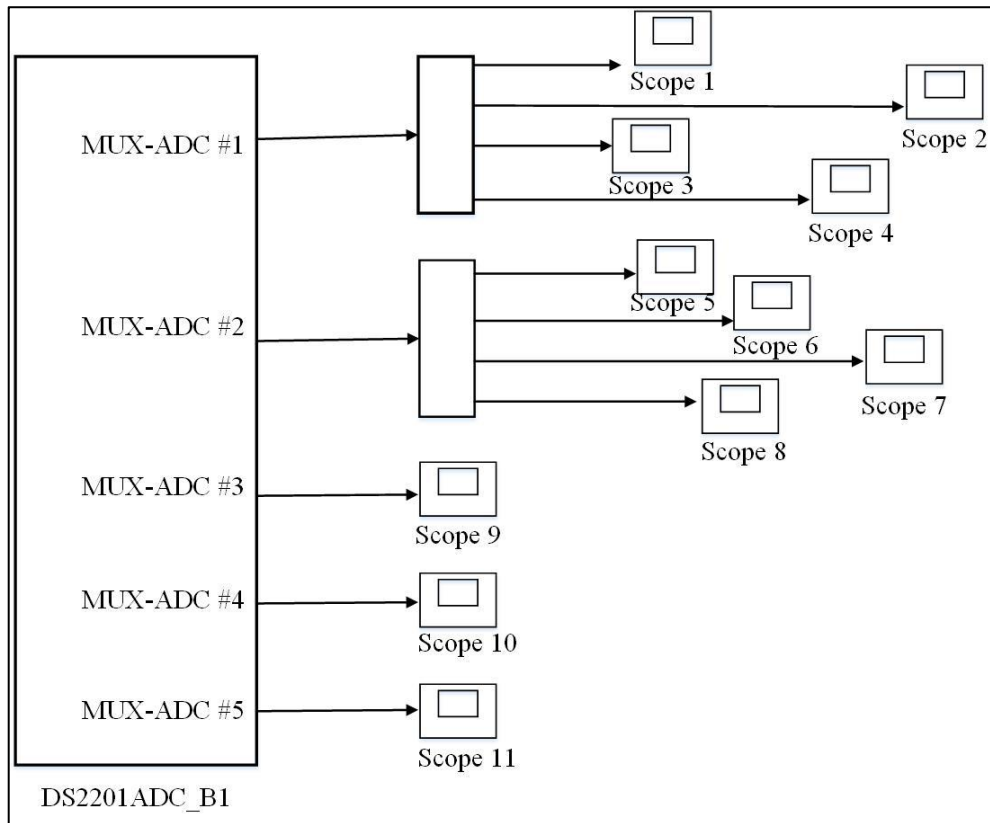 Scope 1
Scope 2
MUX-ADC #1
Scope 3
Scope 4
Scope 5
MUX-ADC #2
Scope 6
Scope 7
Scope 8
MUX-ADC #3
Scope 9
MUX-ADC #4
Scope 10
MUX-ADC #5
Scope 11
DS2201ADC_B1